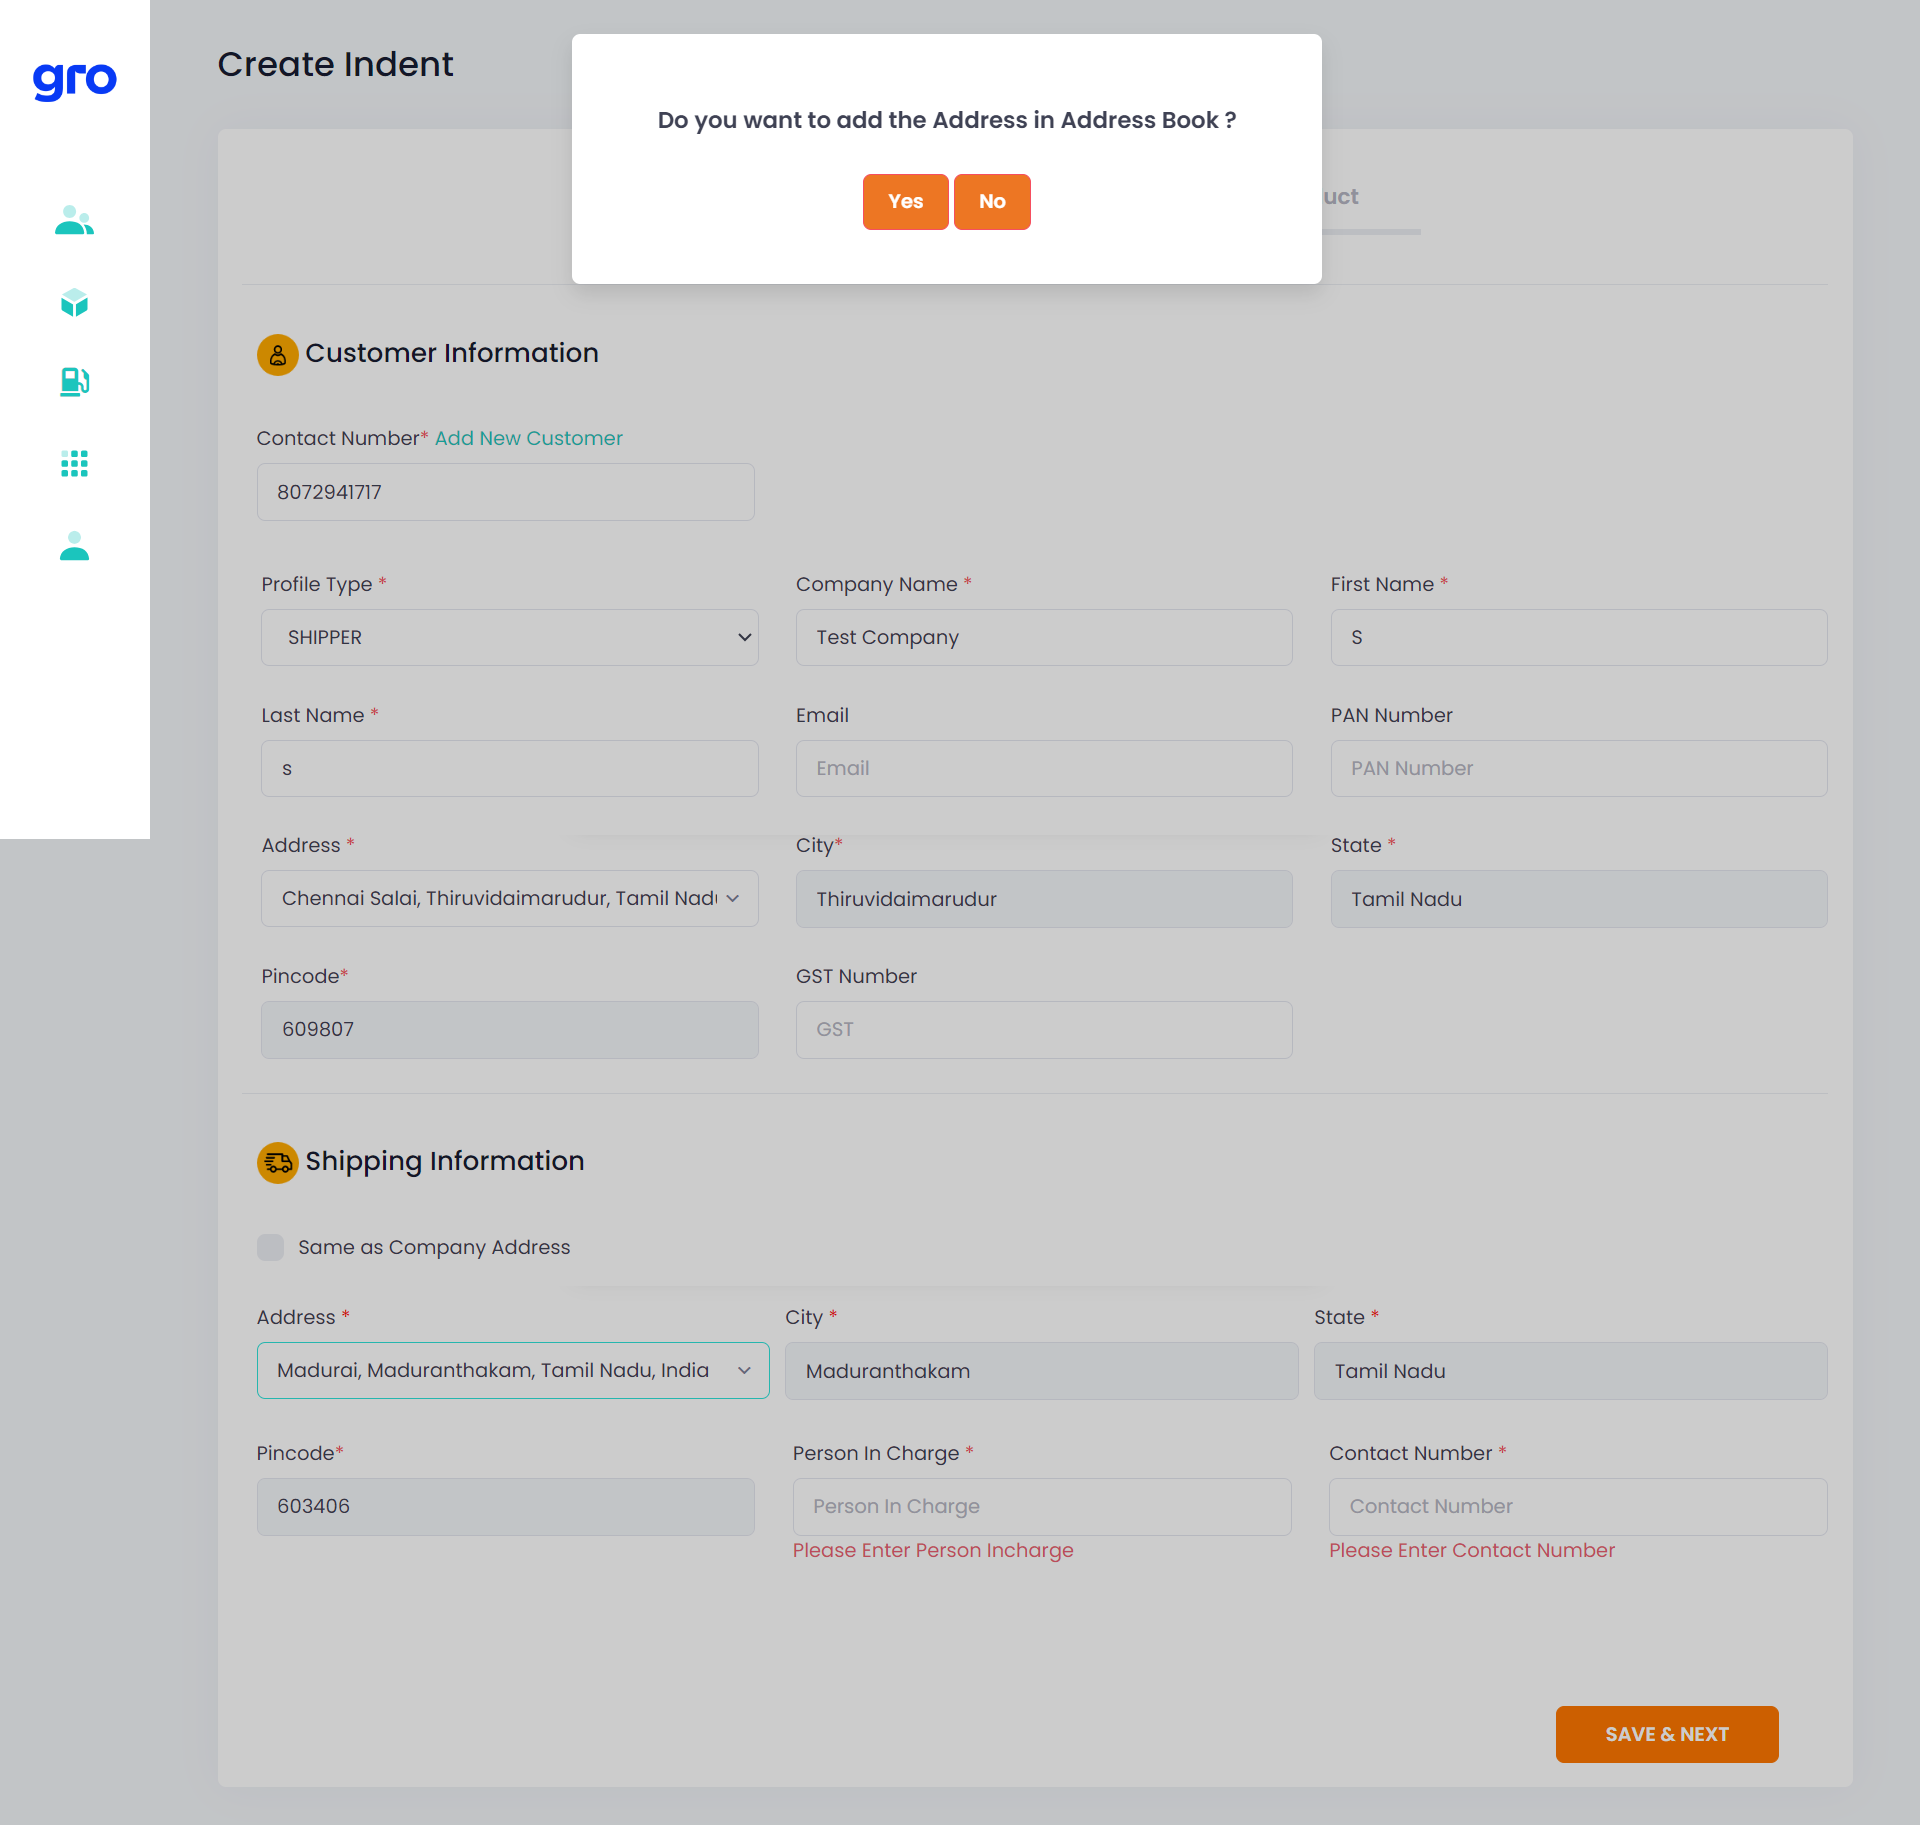 gro
Create Indent
Do you want to add the Address in Address Book ?
Yes No
uct
Customer Information
Contact Number* Add New Customer
8072941717
Profile Type * Company Name * First Name *
SHIPPER Test Company S
Last Name * Email PAN Number
s Email PAN Number
Address * City* State *
Chennai Salai, Thiruvidaimarudur, Tamil Nadu Thiruvidaimarudur Tamil Nadu
Pincode* GST Number
609807 GST
Shipping Information
Same as Company Address
Address * City * State *
Madurai, Maduranthakam, Tamil Nadu, India Maduranthakam Tamil Nadu
Pincode* Person In Charge * Contact Number *
603406 Person In Charge Contact Number
Please Enter Person Incharge Please Enter Contact Number
SAVE & NEXT